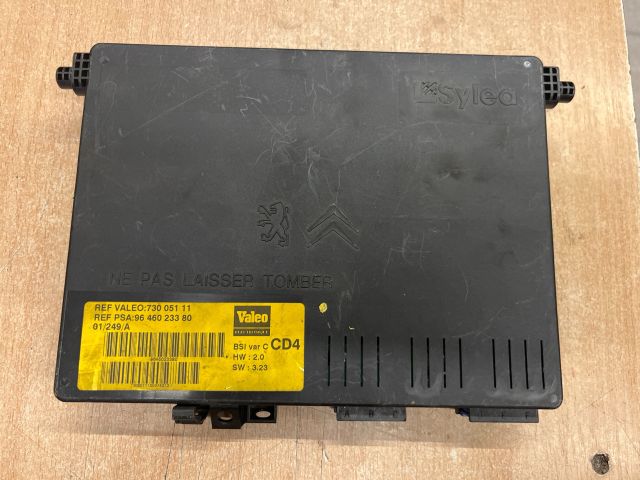 Sylea
NE PAS LAISSER TOMBER
REF VALEO:730 051 11
REF PSA:96 460 233 80
01/249/A
Valeo
BSI var C CD4
HW : 2.0
SW : 3.23